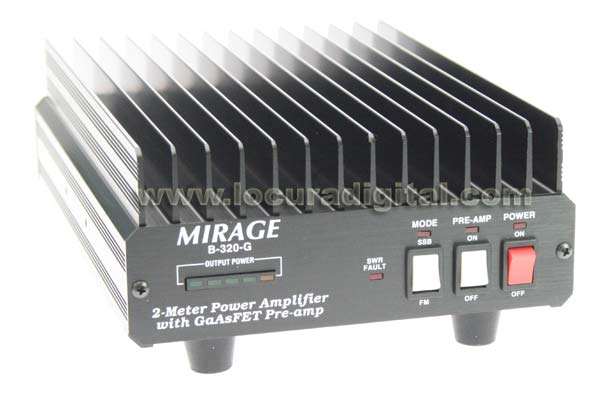 www.locuradigital.com
MIRAGE
B-320-G
OUTPUT POWER
2-Meter Power Amplifier
with GaAsFET Pre-amp
SWR
FAULT
MODE
SSB
FM
PRE-AMP
ON
OFF
POWER
ON
OFF